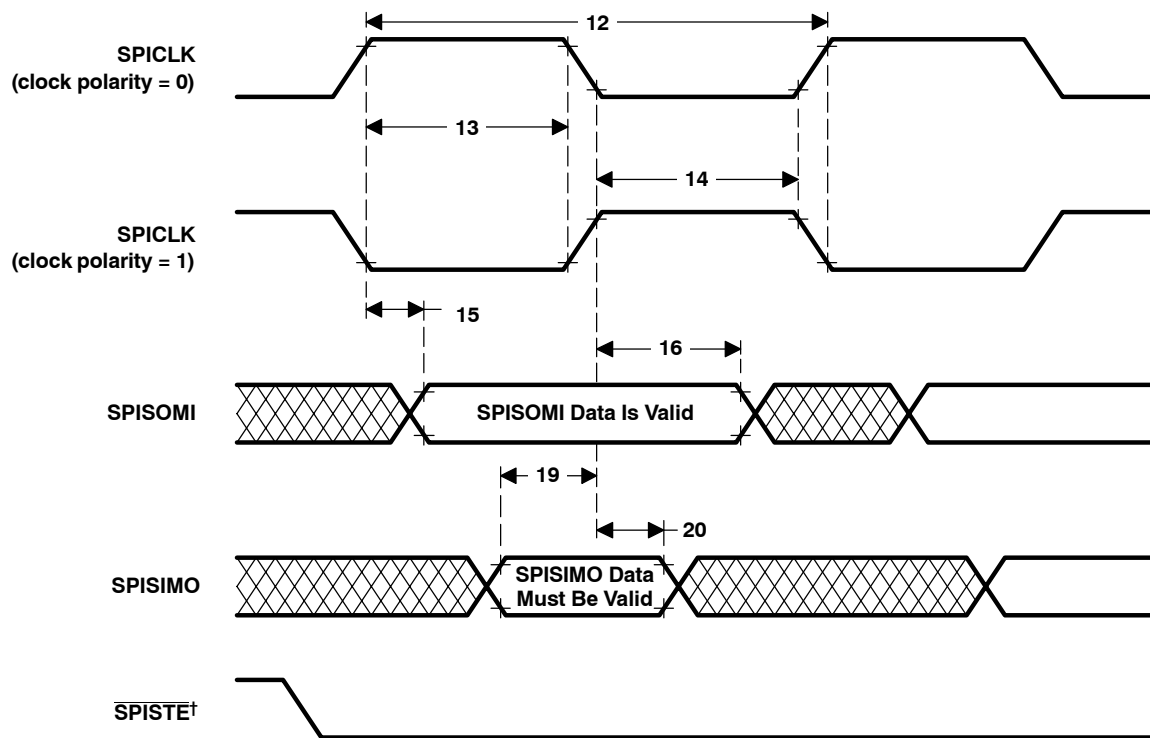 12
SPICLK
(clock polarity = 0)
13
14
SPICLK
(clock polarity = 1)
15
16
SPISOMI
SPISOMI Data Is Valid
19
20
SPISIMO
SPISIMO Data
Must Be Valid
SPISTE†